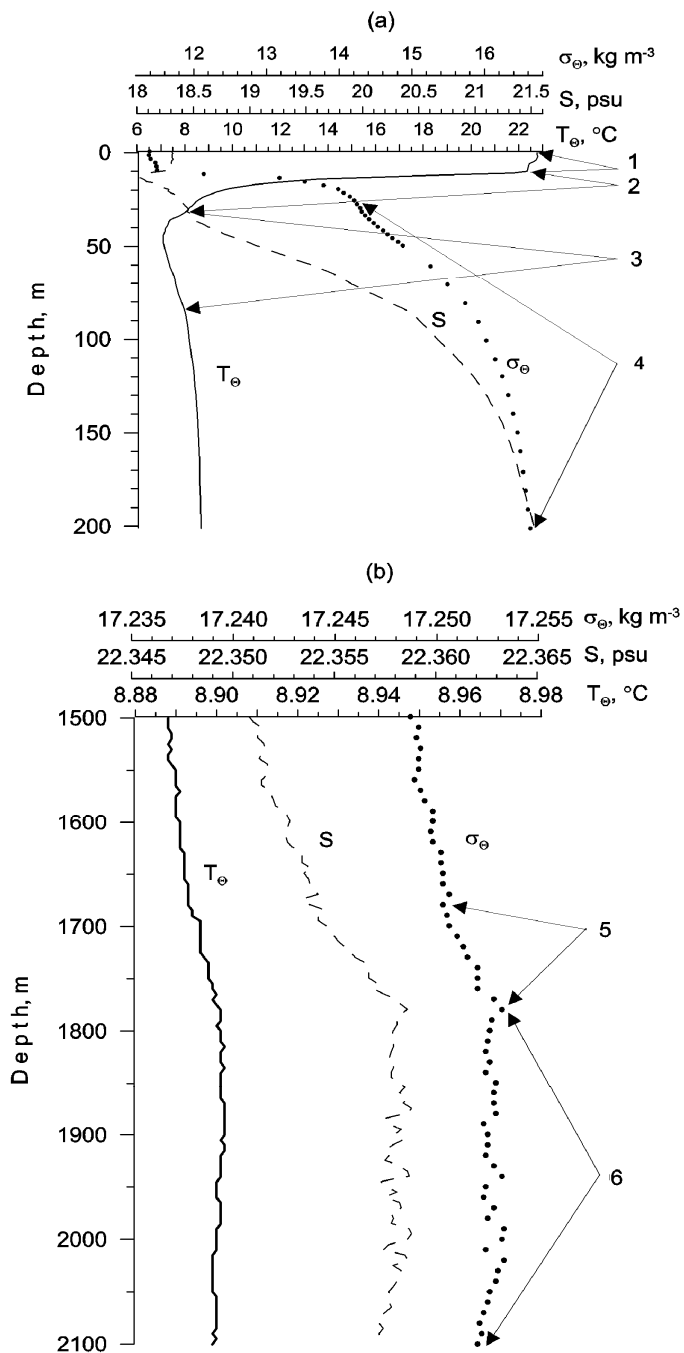 (a)
12 13 14 15 16 σΘ, kg m-3
18 18.5 19 19.5 20 20.5 21 21.5 S, psu
6 8 10 12 14 16 18 20 22 TΘ, °C
0
50
100
150
200
Depth, m
1
2
3
4
S
σΘ
TΘ
(b)
17.235 17.240 17.245 17.250 17.255 σΘ, kg m-3
22.345 22.350 22.355 22.360 22.365 S, psu
8.88 8.90 8.92 8.94 8.96 8.98 TΘ, °C
1500
1600
1700
1800
1900
2000
2100
Depth, m
S
σΘ
TΘ
5
6